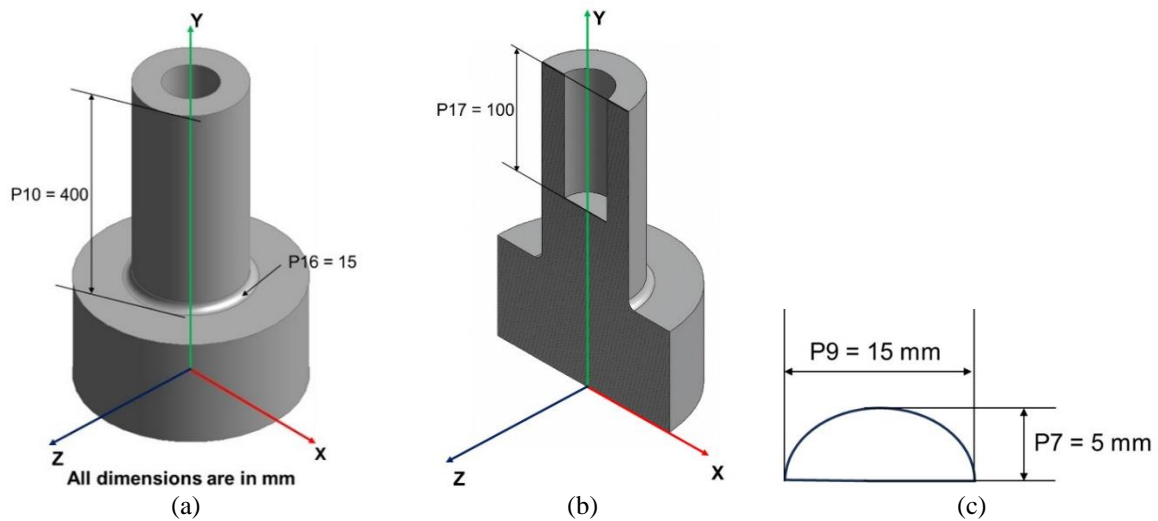 Y
P10 = 400
P16 = 15
Z
X
All dimensions are in mm
(a)
Y
P17 = 100
Z
X
(b)
P9 = 15 mm
P7 = 5 mm
(c)